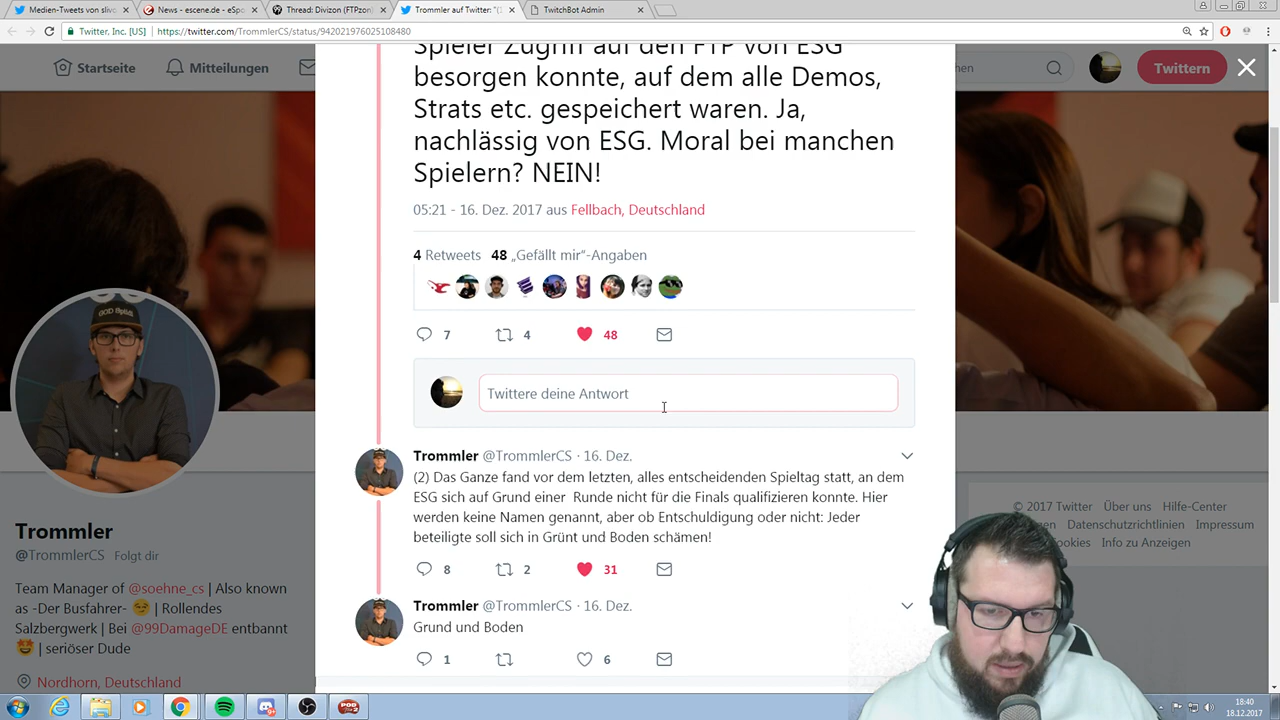 Medien-Tweets von slivo
News - escene.de - eSpo
Thread: Divizon (FTPzon)
Trommler auf Twitter: "(2
TwitchBot Admin
Twitter, Inc. [US]
https://twitter.com/TrommlerCS/status/942021976025108480
Startseite
Mitteilungen
Twittern
Spieler Zugriff auf den FTP von ESG
besorgen konnte, auf dem alle Demos,
Strats etc. gespeichert waren. Ja,
nachlässig von ESG. Moral bei manchen
Spielern? NEIN!
05:21 - 16. Dez. 2017 aus Fellbach, Deutschland
4 Retweets 48 „Gefällt mir“-Angaben
7 4 48
Twittere deine Antwort
Trommler @TrommlerCS · 16. Dez.
(2) Das Ganze fand vor dem letzten, alles entscheidenden Spieltag statt, an dem
ESG sich auf Grund einer Runde nicht für die Finals qualifizieren konnte. Hier
werden keine Namen genannt, aber ob Entschuldigung oder nicht: Jeder
beteiligte soll sich in Grünt und Boden schämen!
8 2 31
Trommler @TrommlerCS · 16. Dez.
Grund und Boden
1 6
GOD BpliNS
Trommler
@TrommlerCS Folgt dir
Team Manager of @soehne_cs | Also known
as -Der Busfahrer- | Rollendes
Salzbergwerk | Bei @99DamageDE entbannt
| seriöser Dude
Nordhorn, Deutschland
© 2017 Twitter Über uns Hilfe-Center
Datenschutzrichtlinien Impressum
Cookies Info zu Anzeigen
18:40
18.12.2017